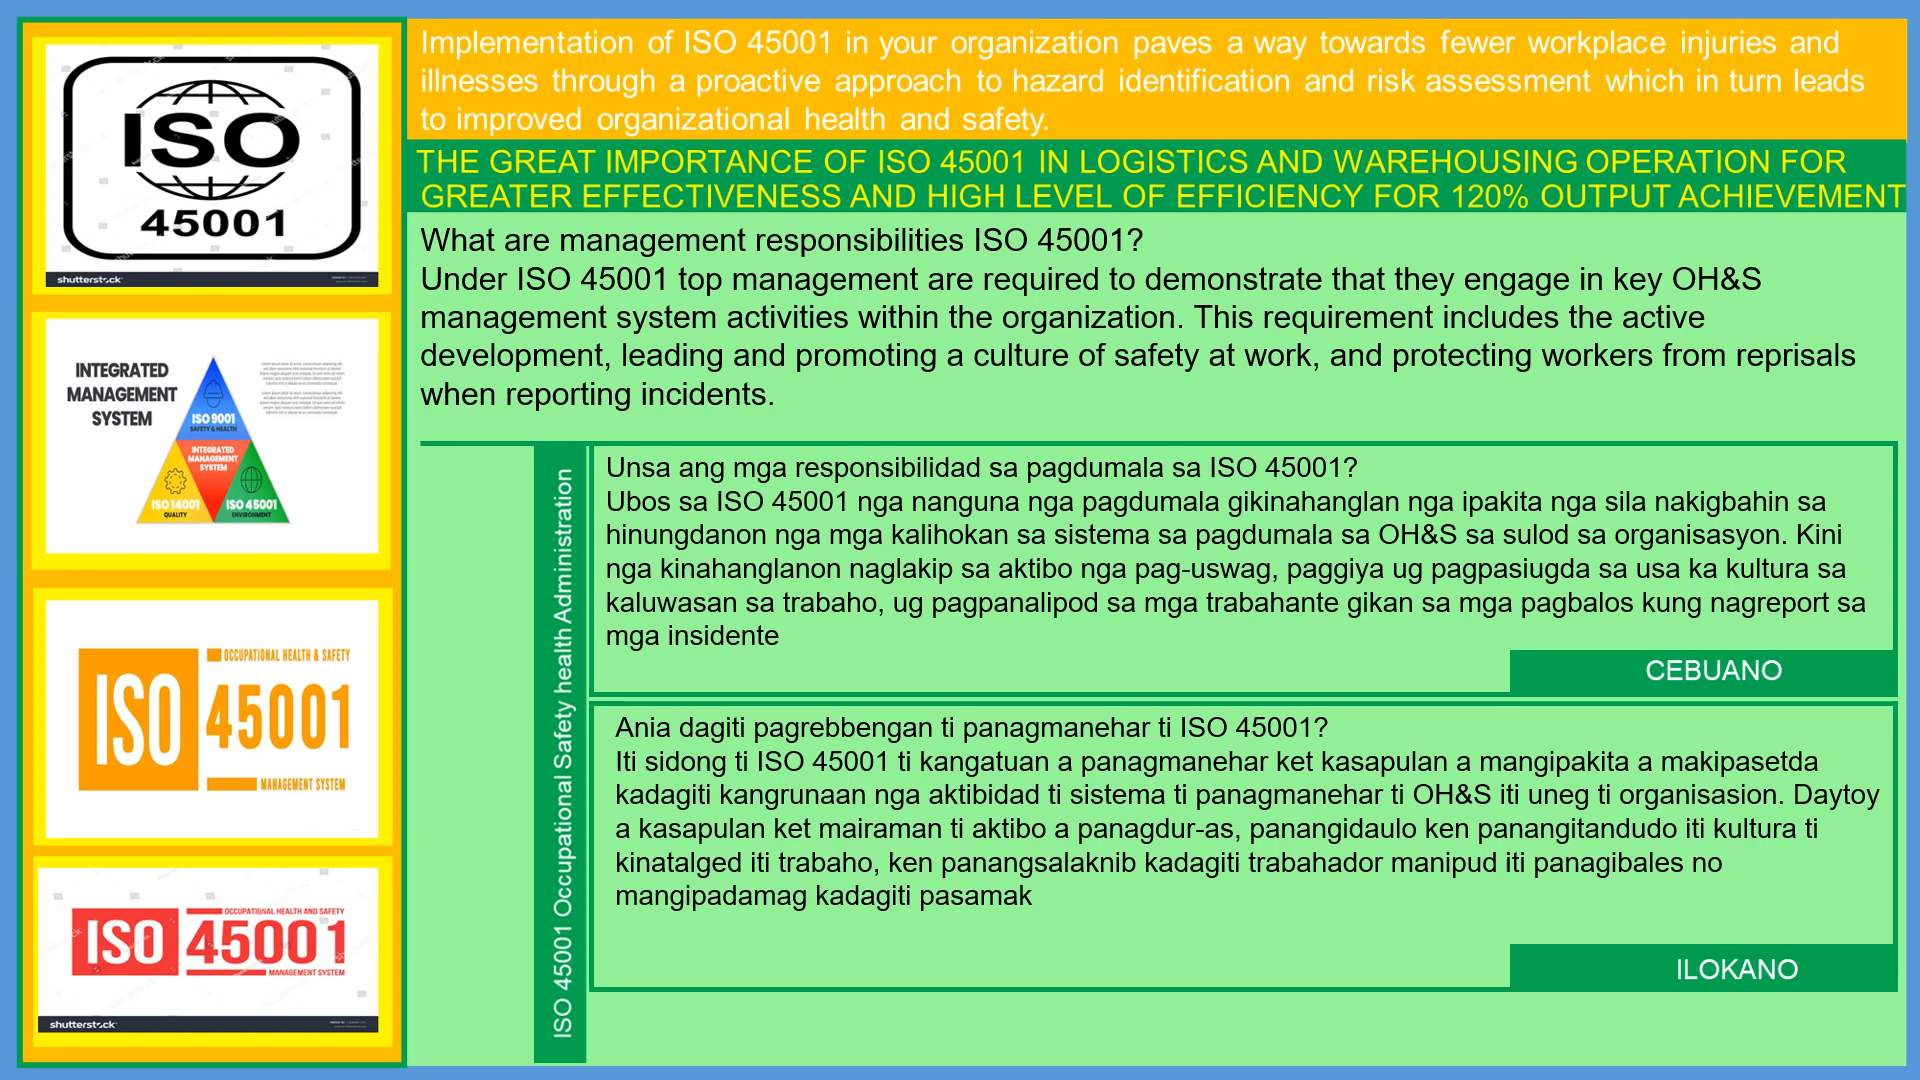 ISO
45001
shutterstock
INTEGRATED
MANAGEMENT
SYSTEM
ISO 9001
SAFETY & HEALTH
INTEGRATED
MANAGEMENT
SYSTEM
ISO 14001
QUALITY
ISO 45001
ENVIRONMENT
ISO
OCCUPATIONAL HEALTH & SAFETY
45001
MANAGEMENT SYSTEM
ISO
OCCUPATIONAL HEALTH AND SAFETY
45001
MANAGEMENT SYSTEM
shutterstock
Implementation of ISO 45001 in your organization paves a way towards fewer workplace injuries and
illnesses through a proactive approach to hazard identification and risk assessment which in turn leads
to improved organizational health and safety.
THE GREAT IMPORTANCE OF ISO 45001 IN LOGISTICS AND WAREHOUSING OPERATION FOR
GREATER EFFECTIVENESS AND HIGH LEVEL OF EFFICIENCY FOR 120% OUTPUT ACHIEVEMENT
What are management responsibilities ISO 45001?
Under ISO 45001 top management are required to demonstrate that they engage in key OH&S
management system activities within the organization. This requirement includes the active
development, leading and promoting a culture of safety at work, and protecting workers from reprisals
when reporting incidents.
ISO 45001 Occupational Safety health Administration
Unsa ang mga responsibilidad sa pagdumala sa ISO 45001?
Ubos sa ISO 45001 nga nanguna nga pagdumala gikinahanglan nga ipakita nga sila nakigbahin sa
hinungdanon nga mga kalihokan sa sistema sa pagdumala sa OH&S sa sulod sa organisasyon. Kini
nga kinahanglanon naglakip sa aktibo nga pag-uswag, paggiya ug pagpasiugda sa usa ka kultura sa
kaluwasan sa trabaho, ug pagpanalipod sa mga trabahante gikan sa mga pagbalos kung nagreport sa
mga insidente
CEBUANO
Ania dagiti pagrebbengan ti panagmanehar ti ISO 45001?
Iti sidong ti ISO 45001 ti kangatuan a panagmanehar ket kasapulan a mangipakita a makipasetda
kadagiti kangrunaan nga aktibidad ti sistema ti panagmanehar ti OH&S iti uneg ti organisasion. Daytoy
a kasapulan ket mairaman ti aktibo a panagdur-as, panangidaulo ken panangitandudo iti kultura ti
kinatalged iti trabaho, ken panangsalaknib kadagiti trabahador manipud iti panagibales no
mangipadamag kadagiti pasamak
ILOKANO